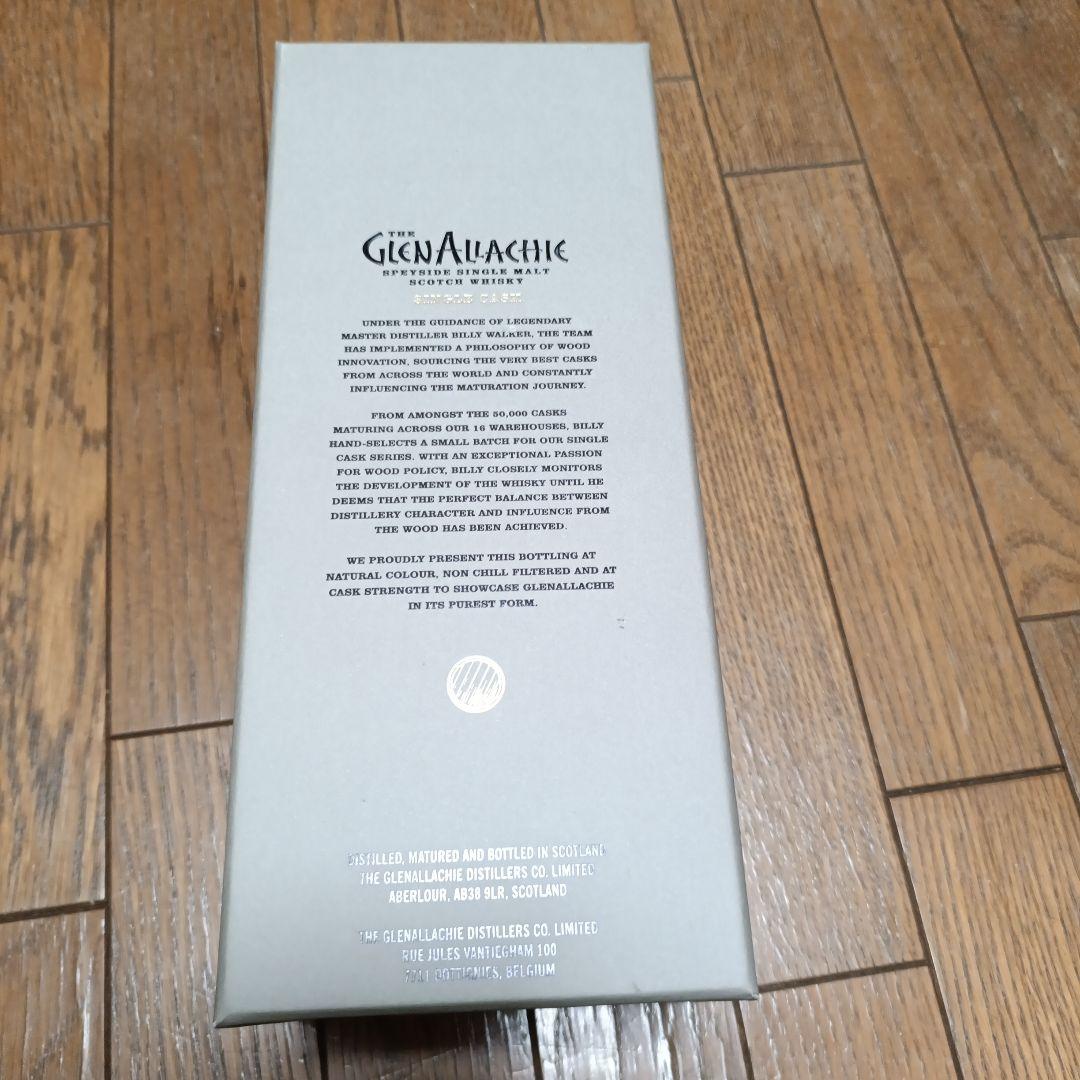 THE
GLENALLACHIE
SPEYSIDE SINGLE MALT
SCOTCH WHISKY
SINGLE CASK
UNDER THE GUIDANCE OF LEGENDARY
MASTER DISTILLER BILLY WALKER, THE TEAM
HAS IMPLEMENTED A PHILOSOPHY OF WOOD
INNOVATION, SOURCING THE VERY BEST CASKS
FROM ACROSS THE WORLD AND CONSTANTLY
INFLUENCING THE MATURATION JOURNEY.
FROM AMONGST THE 50,000 CASKS
MATURING ACROSS OUR 16 WAREHOUSES, BILLY
HAND-SELECTS A SMALL BATCH FOR OUR SINGLE
CASK SERIES. WITH AN EXCEPTIONAL PASSION
FOR WOOD POLICY, BILLY CLOSELY MONITORS
THE DEVELOPMENT OF THE WHISKY UNTIL HE
DEEMS THAT THE PERFECT BALANCE BETWEEN
DISTILLERY CHARACTER AND INFLUENCE FROM
THE WOOD HAS BEEN ACHIEVED.
WE PROUDLY PRESENT THIS BOTTLING AT
NATURAL COLOUR, NON CHILL FILTERED AND AT
CASK STRENGTH TO SHOWCASE GLENALLACHIE
IN ITS PUREST FORM.
DISTILLED, MATURED AND BOTTLED IN SCOTLAND
THE GLENALLACHIE DISTILLERS CO. LIMITED
ABERLOUR, AB38 9LR, SCOTLAND
THE GLENALLACHIE DISTILLERS CO. LIMITED
RUE JULES VANTIEGHAM 100
7711 DOTTIGNIES, BELGIUM